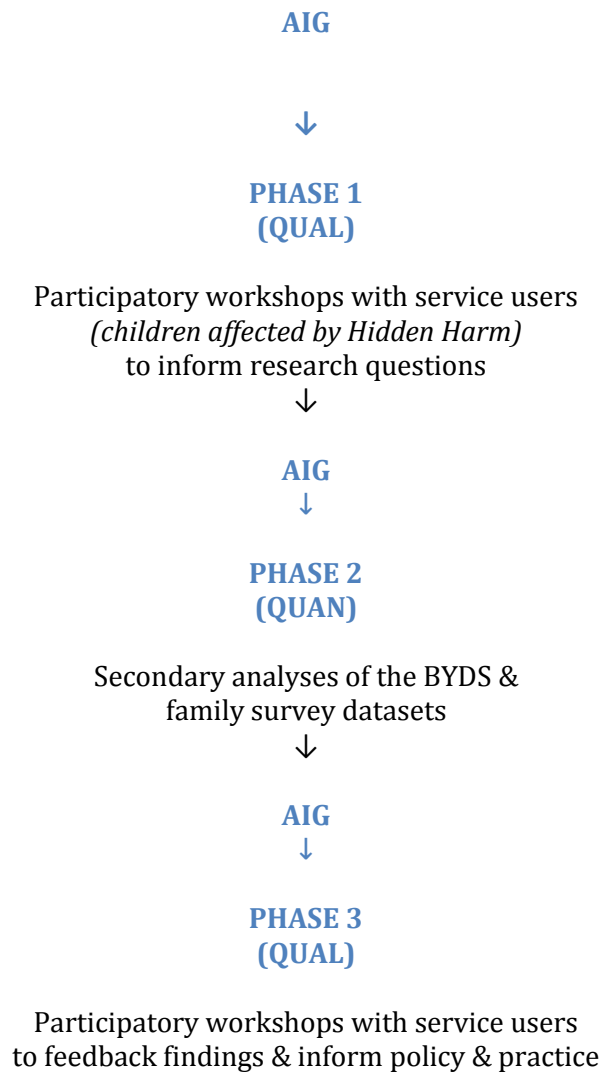 AIG
↓
PHASE 1
(QUAL)
Participatory workshops with service users
(children affected by Hidden Harm)
to inform research questions
↓
AIG
↓
PHASE 2
(QUAN)
Secondary analyses of the BYDS &
family survey datasets
↓
AIG
↓
PHASE 3
(QUAL)
Participatory workshops with service users
to feedback findings & inform policy & practice